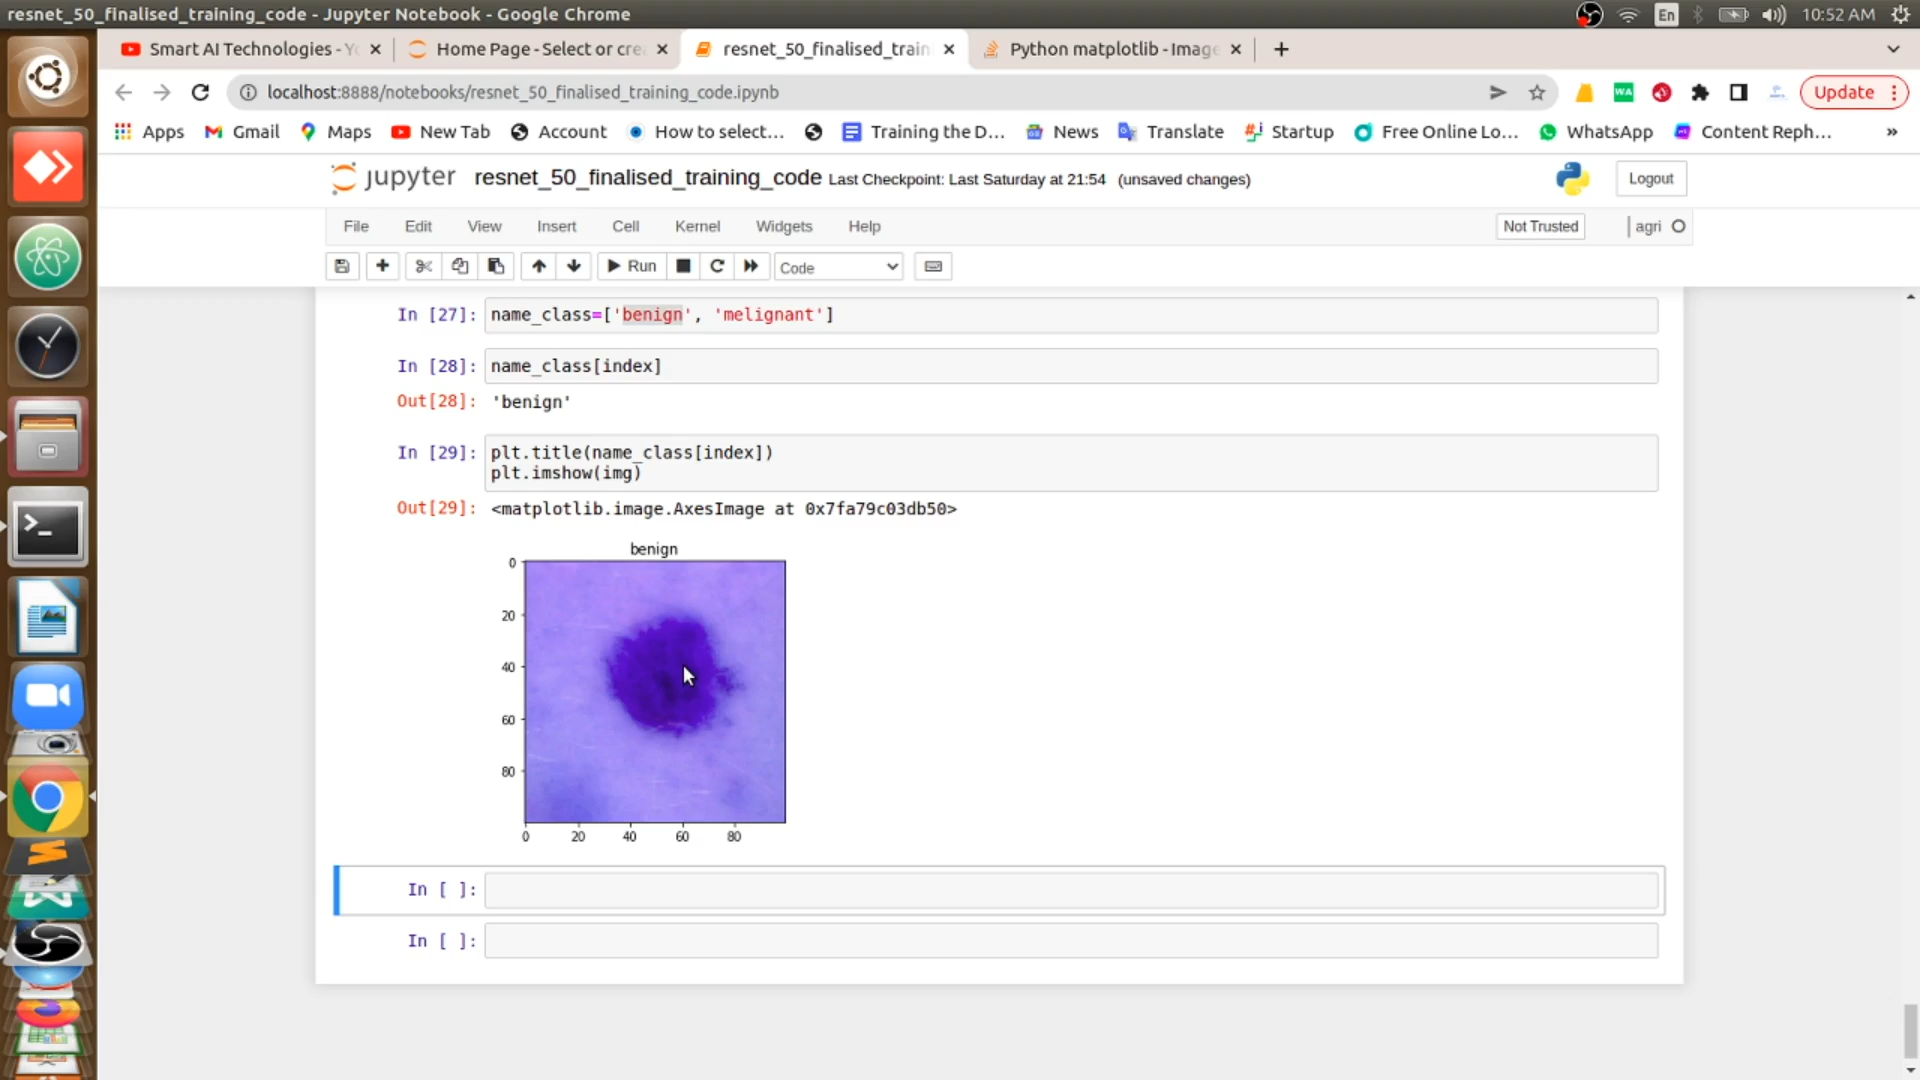 resnet_50_finalised_training_code - Jupyter Notebook - Google Chrome
En
10:52 AM
Smart AI Technologies - Yo
Home Page - Select or crea
resnet_50_finalised_train
Python matplotlib - Image
localhost:8888/notebooks/resnet_50_finalised_training_code.ipynb
WA
Update
Apps
Gmail
Maps
New Tab
Account
How to select...
Training the D...
News
Translate
Startup
Free Online Lo...
WhatsApp
Content Reph...
»
jupyter resnet_50_finalised_training_code Last Checkpoint: Last Saturday at 21:54 (unsaved changes)
Logout
File Edit View Insert Cell Kernel Widgets Help
Not Trusted
agri
Run
Code
In [27]: name_class=['benign', 'melignant']
In [28]: name_class[index]
Out[28]: 'benign'
In [29]: plt.title(name_class[index])
plt.imshow(img)
Out[29]: <matplotlib.image.AxesImage at 0x7fa79c03db50>
benign
0
20
40
60
80
0 20 40 60 80
In [ ]:
In [ ]: